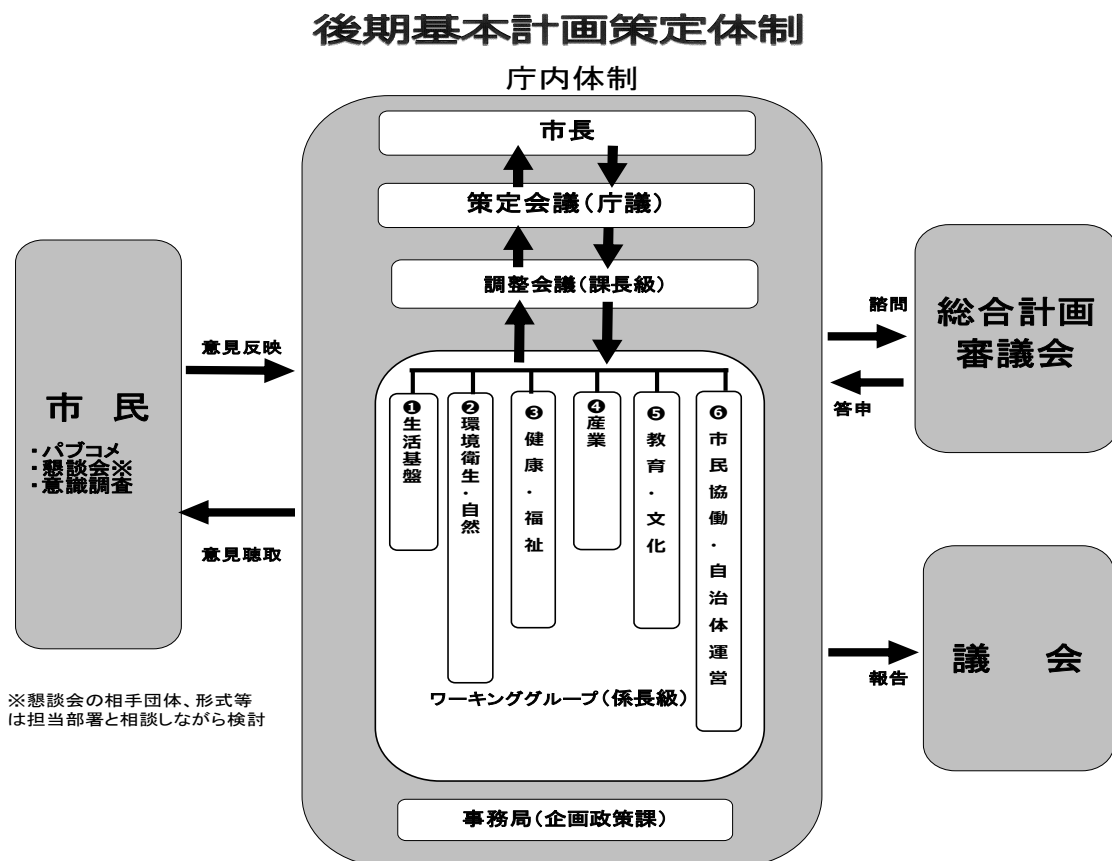 後期基本計画策定体制
庁内体制
市長
策定会議(庁議)
調整会議(課長級)
❶生活基盤
❷環境衛生・自然
❸健康・福祉
❹産業
❺教育・文化
❻市民協働・自治体運営
ワーキンググループ(係長級)
事務局(企画政策課)
市 民
・パブコメ
・懇談会※
・意識調査
意見反映
意見聴取
※懇談会の相手団体、形式等
は担当部署と相談しながら検討
諮問
総合計画
審議会
答申
報告
議 会